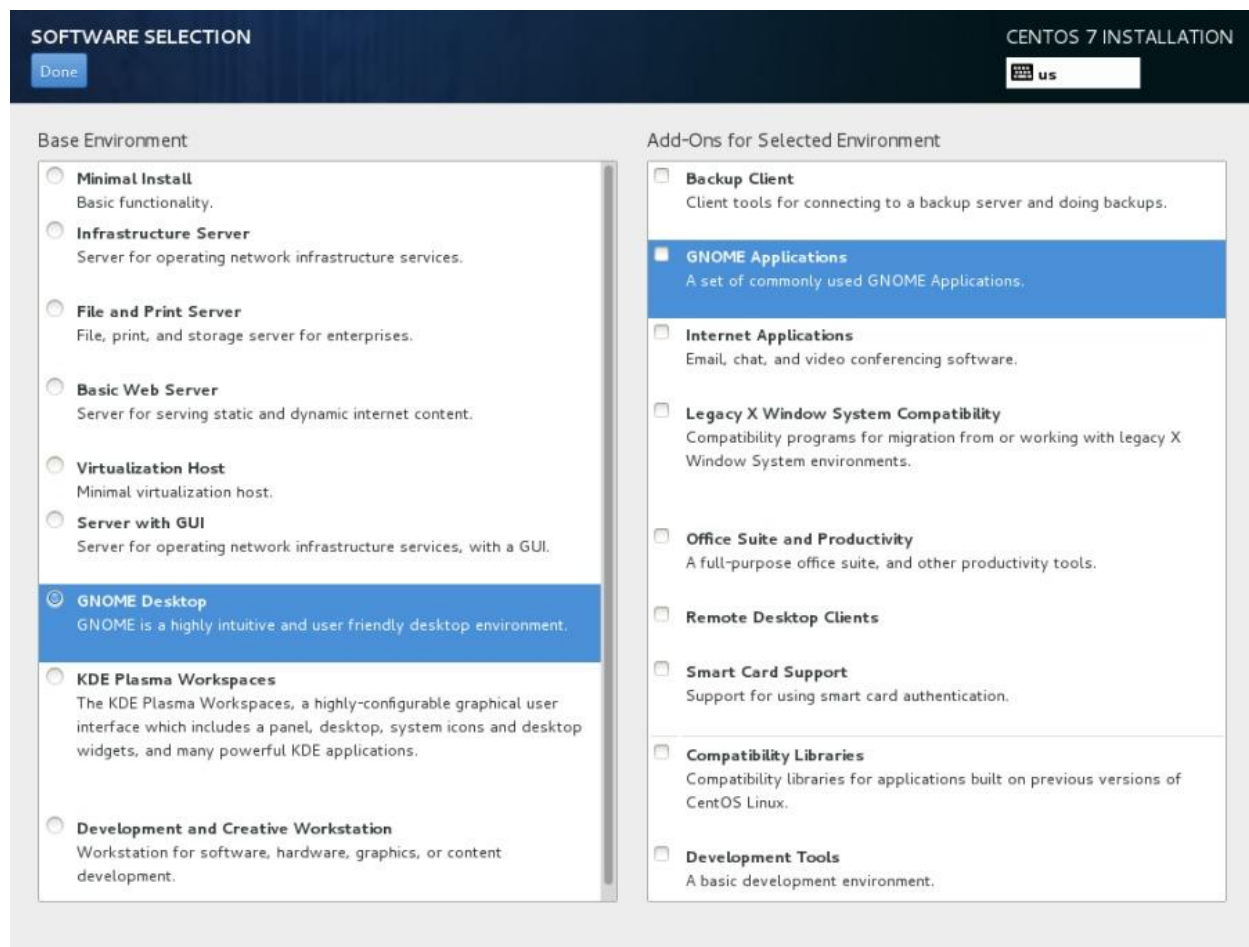 SOFTWARE SELECTION
Done
CENTOS 7 INSTALLATION
us
Base Environment
Minimal Install
Basic functionality.
Infrastructure Server
Server for operating network infrastructure services.
File and Print Server
File, print, and storage server for enterprises.
Basic Web Server
Server for serving static and dynamic internet content.
Virtualization Host
Minimal virtualization host.
Server with GUI
Server for operating network infrastructure services, with a GUI.
GNOME Desktop
GNOME is a highly intuitive and user friendly desktop environment.
KDE Plasma Workspaces
The KDE Plasma Workspaces, a highly-configurable graphical user
interface which includes a panel, desktop, system icons and desktop
widgets, and many powerful KDE applications.
Development and Creative Workstation
Workstation for software, hardware, graphics, or content
development.
Add-Ons for Selected Environment
Backup Client
Client tools for connecting to a backup server and doing backups.
GNOME Applications
A set of commonly used GNOME Applications.
Internet Applications
Email, chat, and video conferencing software.
Legacy X Window System Compatibility
Compatibility programs for migration from or working with legacy X
Window System environments.
Office Suite and Productivity
A full-purpose office suite, and other productivity tools.
Remote Desktop Clients
Smart Card Support
Support for using smart card authentication.
Compatibility Libraries
Compatibility libraries for applications built on previous versions of
CentOS Linux.
Development Tools
A basic development environment.